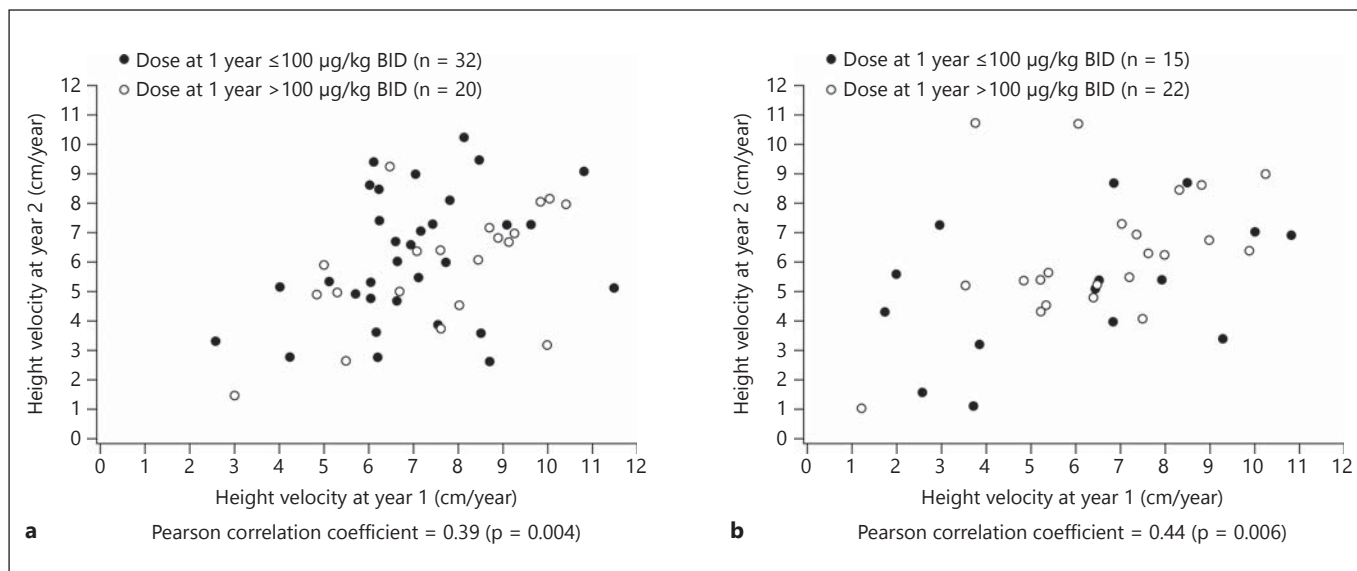 Dose at 1 year ≤100 µg/kg BID (n = 32)
Dose at 1 year >100 µg/kg BID (n = 20)
Height velocity at year 2 (cm/year)
12
11
10
9
8
7
6
5
4
3
2
1
0
0 1 2 3 4 5 6 7 8 9 10 11 12
Height velocity at year 1 (cm/year)
a Pearson correlation coefficient = 0.39 (p = 0.004)
Dose at 1 year ≤100 µg/kg BID (n = 15)
Dose at 1 year >100 µg/kg BID (n = 22)
Height velocity at year 2 (cm/year)
12
11
10
9
8
7
6
5
4
3
2
1
0
0 1 2 3 4 5 6 7 8 9 10 11 12
Height velocity at year 1 (cm/year)
b Pearson correlation coefficient = 0.44 (p = 0.006)